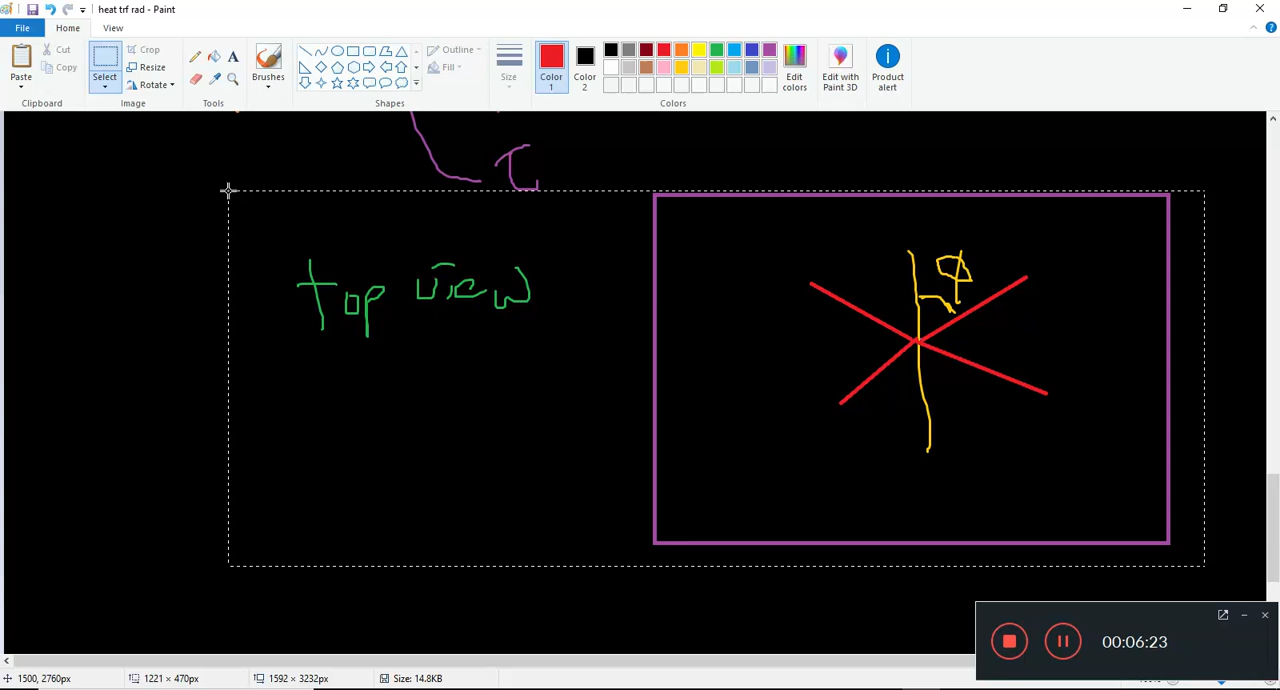 heat trf rad - Paint
File Home View
Paste
Cut
Copy
Clipboard
Select
Crop
Resize
Rotate
Image
Tools
Brushes
Shapes
Outline
Fill
Size
Color 1
Color 2
Edit colors
Colors
Edit with Paint 3D
Product alert
τ
top view
φ
00:06:23
1500, 2760px
1221 × 470px
1592 × 3232px
Size: 14.8KB